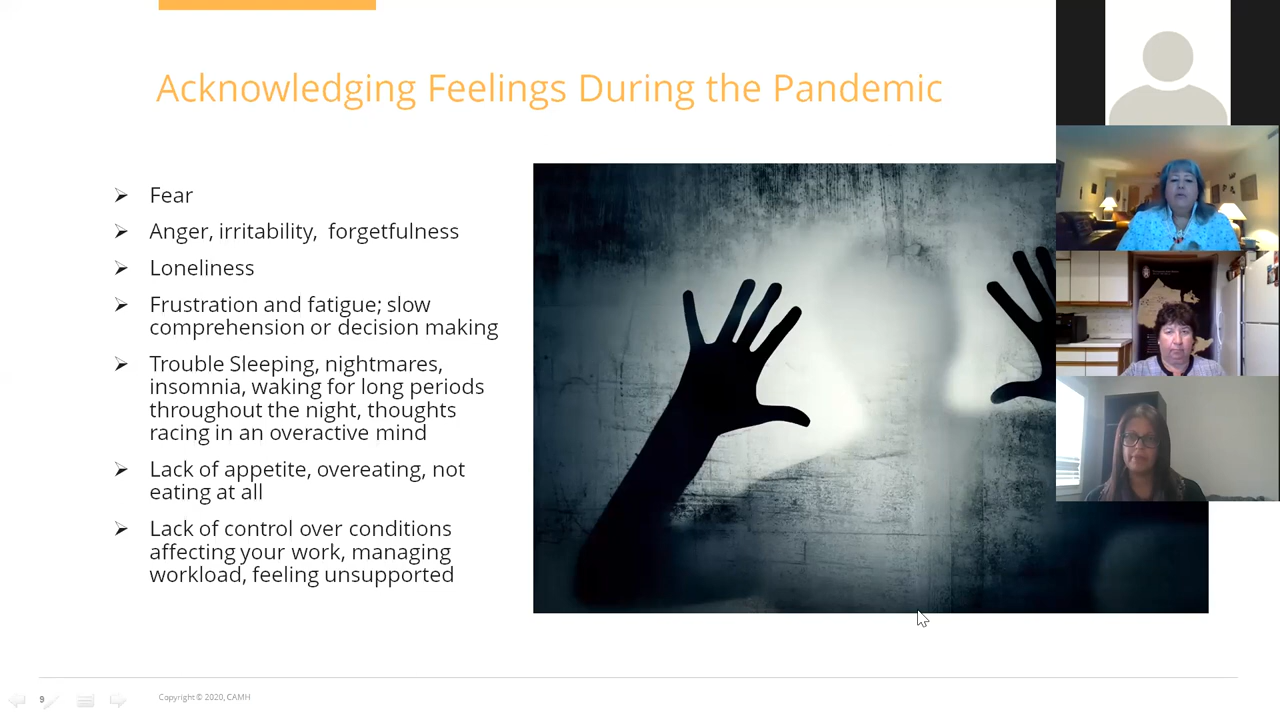 Acknowledging Feelings During the Pandemic
Fear
Anger, irritability, forgetfulness
Loneliness
Frustration and fatigue; slow
comprehension or decision making
Trouble Sleeping, nightmares,
insomnia, waking for long periods
throughout the night, thoughts
racing in an overactive mind
Lack of appetite, overeating, not
eating at all
Lack of control over conditions
affecting your work, managing
workload, feeling unsupported
9
Copyright © 2020, CAMH